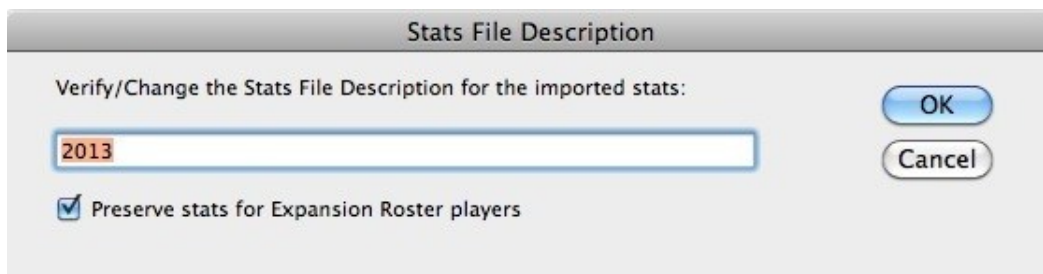 Stats File Description
Verify/Change the Stats File Description for the imported stats:
OK
2013
Cancel
Preserve stats for Expansion Roster players